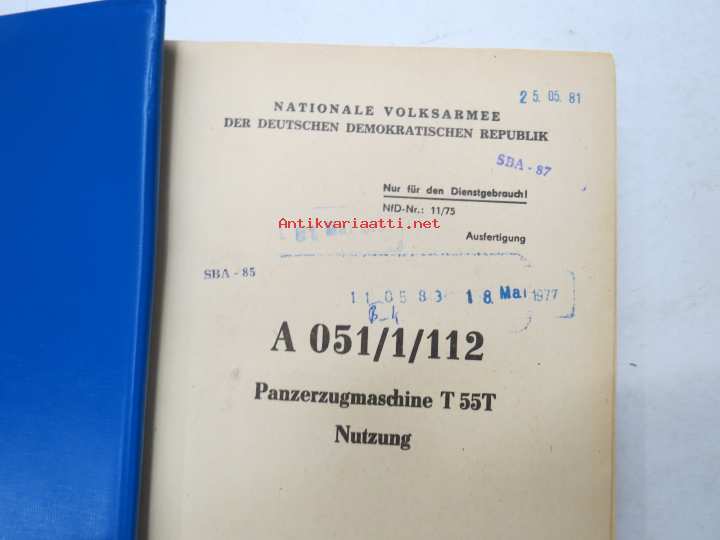 25. 05. 81
NATIONALE VOLKSARMEE
DER DEUTSCHEN DEMOKRATISCHEN REPUBLIK
SBA - 87
Nur für den Dienstgebrauch!
NfD-Nr.: 11/75
Antikvariaatti.net
Ausfertigung
SBA - 85
11 05 83
18. Mai 1977
A 051/1/112
Panzerzugmaschine T 55T
Nutzung